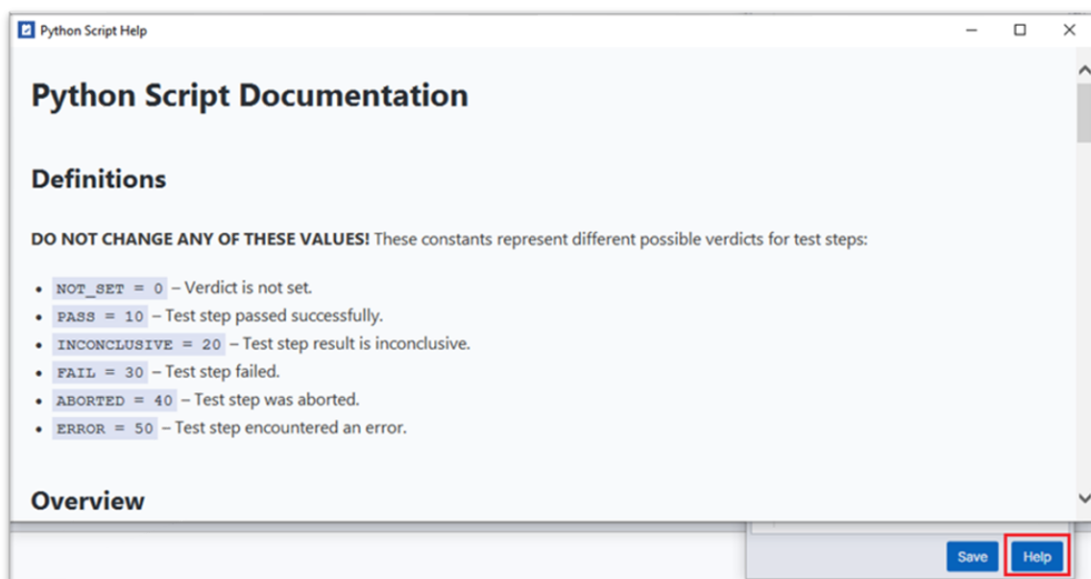 Python Script Help
Python Script Documentation
Definitions
DO NOT CHANGE ANY OF THESE VALUES! These constants represent different possible verdicts for test steps:
• NOT_SET = 0 – Verdict is not set.
• PASS = 10 – Test step passed successfully.
• INCONCLUSIVE = 20 – Test step result is inconclusive.
• FAIL = 30 – Test step failed.
• ABORTED = 40 – Test step was aborted.
• ERROR = 50 – Test step encountered an error.
Overview
Save Help